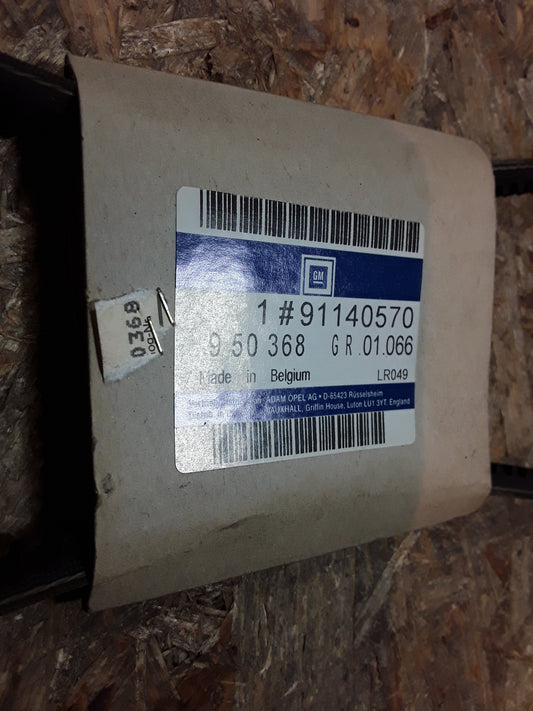 GM
1 # 91140570
9 50 368 GR.01.066
Made in Belgium LR049
ADAM OPEL AG • D-65423 Rüsselsheim
VAUXHALL, Griffin House, Luton LU1 3YT, England
0368